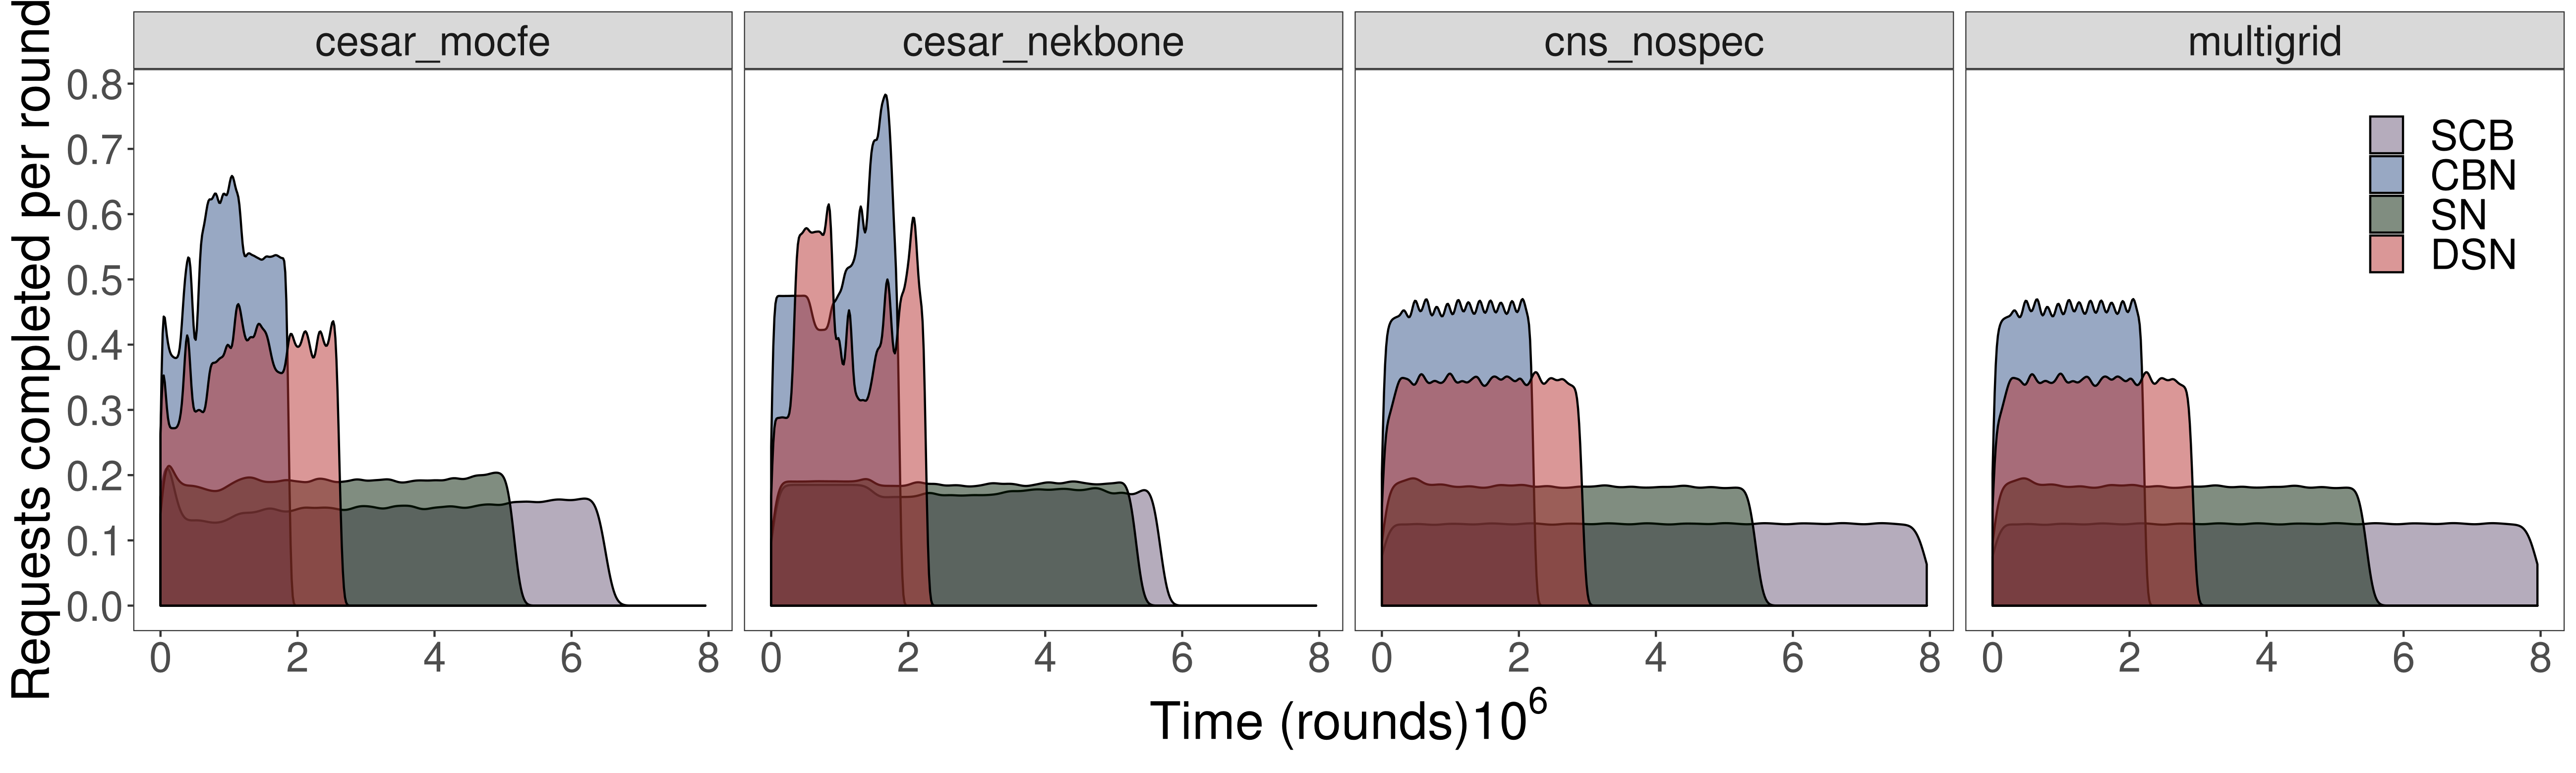 cesar_mocfe
cesar_nekbone
cns_nospec
multigrid
Requests completed per round
0.8
0.7
0.6
0.5
0.4
0.3
0.2
0.1
0.0
SCB
CBN
SN
DSN
0 2 4 6 8
0 2 4 6 8
0 2 4 6 8
0 2 4 6 8
Time (rounds)10⁶